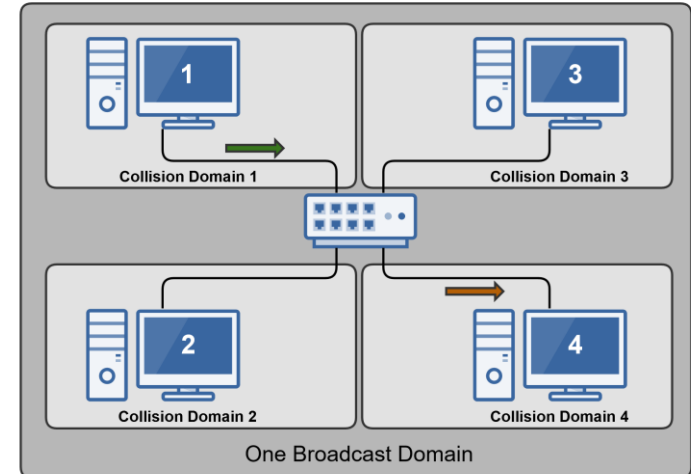 1
3
Collision Domain 1
Collision Domain 3
2
4
Collision Domain 2
Collision Domain 4
One Broadcast Domain